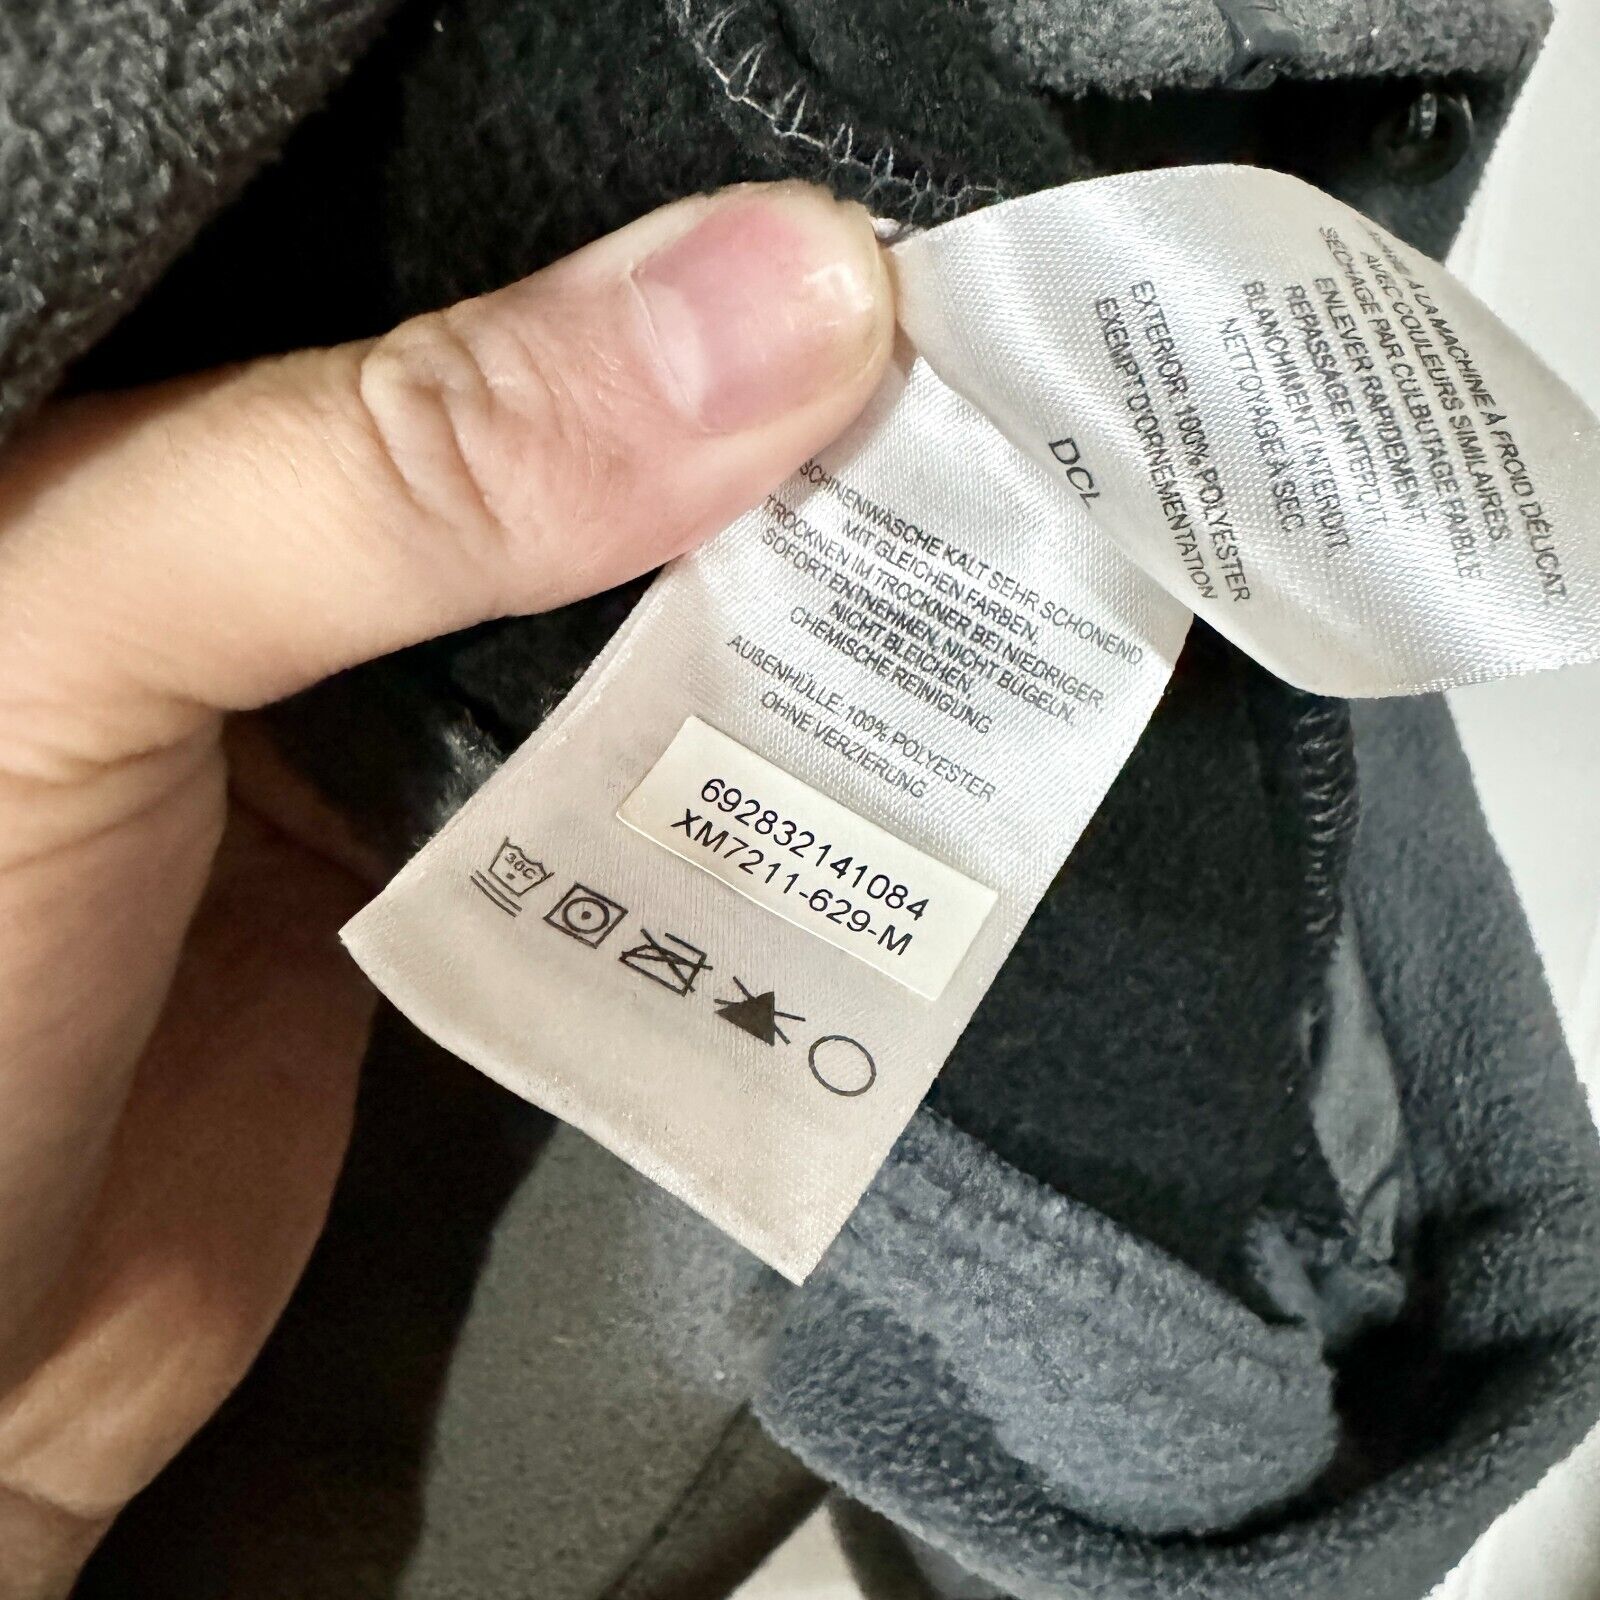 À LA MACHINE À FROID DÉLICAT
AVEC COULEURS SIMILAIRES.
SÉCHAGE PAR CULBUTAGE FAIBLE
ENLEVER RAPIDEMENT.
REPASSAGE INTERDIT.
BLANCHIMENT INTERDIT.
NETTOYAGE À SEC.
EXTERIOR: 100% POLYESTER
EXEMPT D'ORNEMENTATION
DCL
SCHINENWÄSCHE KALT SEHR SCHONEND
MIT GLEICHEN FARBEN.
TROCKNEN IM TROCKNER BEI NIEDRIGER
SOFORT ENTNEHMEN. NICHT BÜGELN.
NICHT BLEICHEN.
CHEMISCHE REINIGUNG
AUßENHÜLLE: 100% POLYESTER
OHNE VERZIERUNG
692832141084
XM7211-629-M
30C